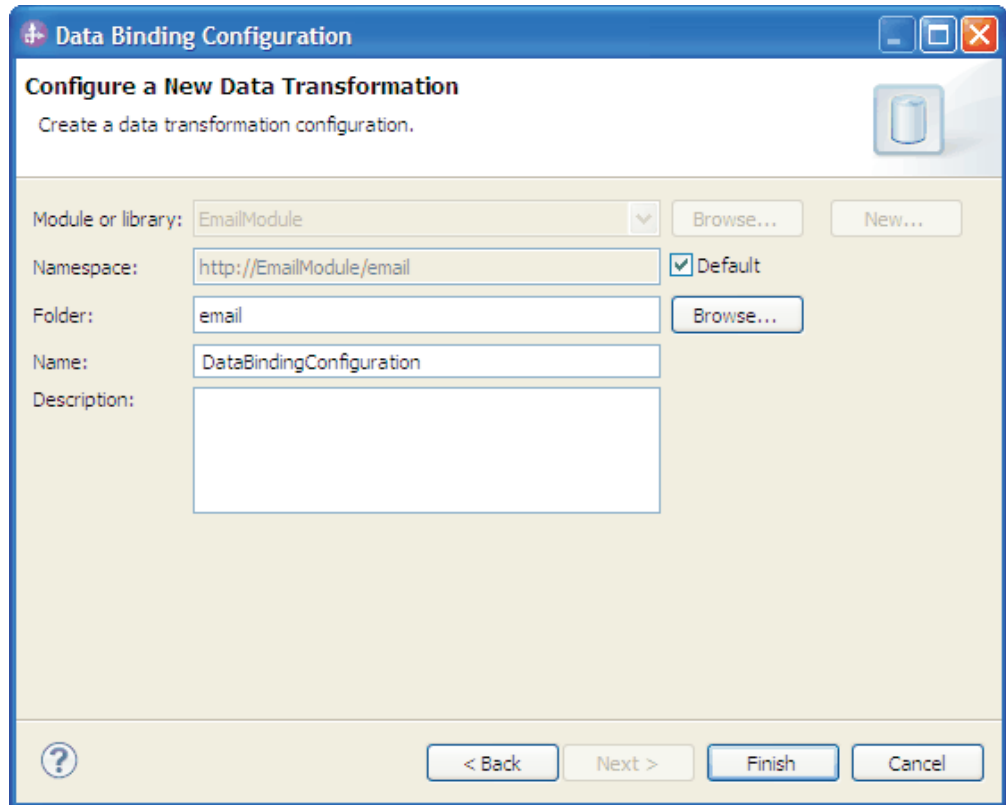 Data Binding Configuration
Configure a New Data Transformation
Create a data transformation configuration.
Module or library: EmailModule Browse... New...
Namespace: http://EmailModule/email Default
Folder: email Browse...
Name: DataBindingConfiguration
Description:
? < Back Next > Finish Cancel